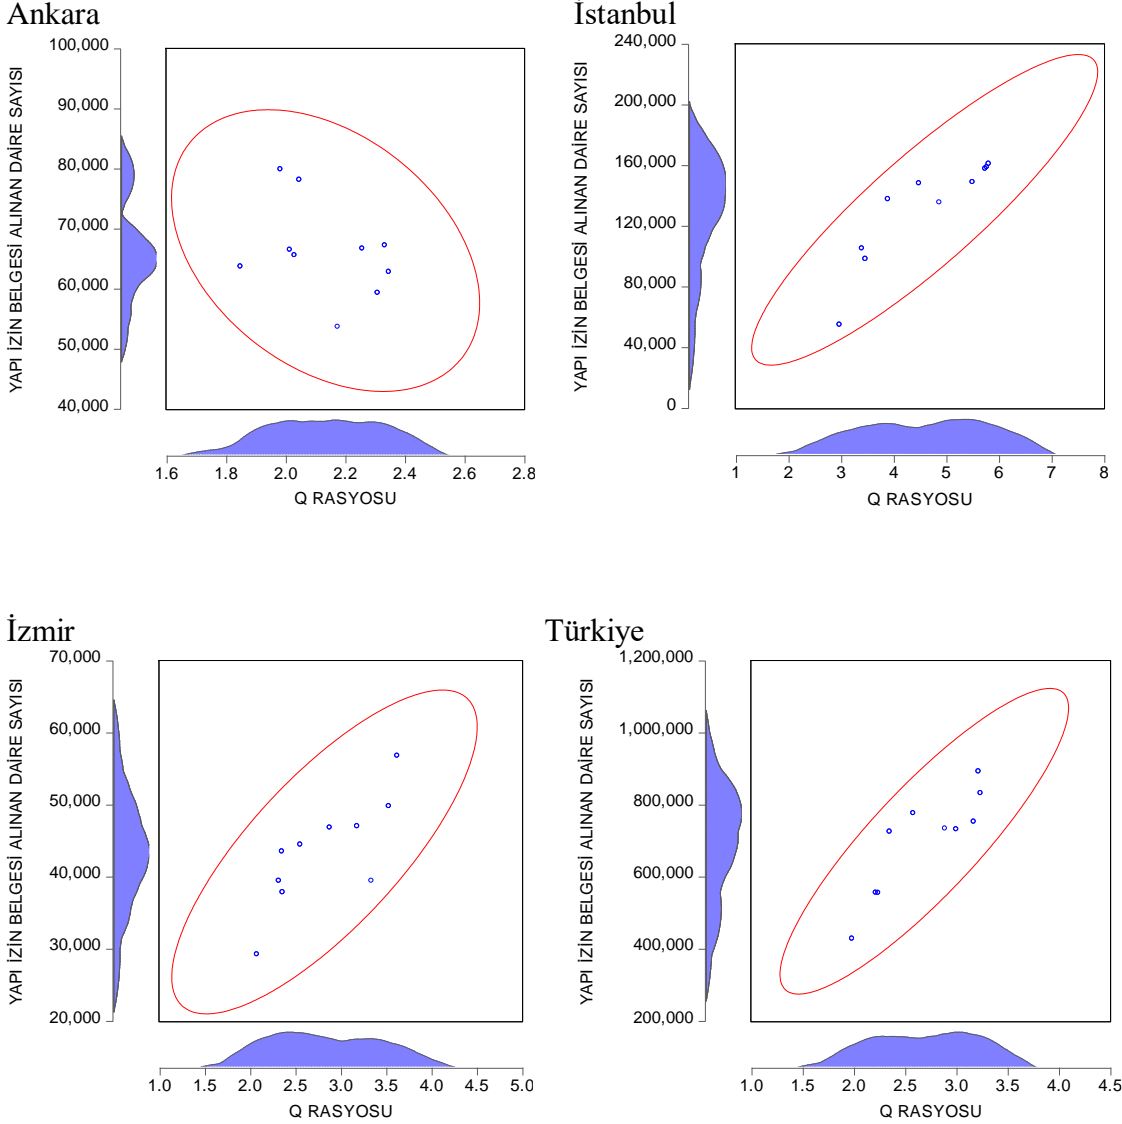 Ankara
YAPI İZİN BELGESİ ALINAN DAİRE SAYISI
100,000
90,000
80,000
70,000
60,000
50,000
40,000
1.6 2.0 2.2 2.4 2.6 2.8
Q RASYOSU
İstanbul
YAPI İZİN BELGESİ ALINAN DAİRE SAYISI
240,000
200,000
160,000
120,000
80,000
40,000
0
1 2 3 4 5 6 7 8
Q RASYOSU
İzmir
YAPI İZİN BELGESİ ALINAN DAİRE SAYISI
70,000
60,000
50,000
40,000
30,000
20,000
1.0 1.5 2.0 2.5 3.0 3.5 4.0 4.5 5.0
Q RASYOSU
Türkiye
YAPI İZİN BELGESİ ALINAN DAİRE SAYISI
1,200,000
1,000,000
800,000
600,000
400,000
200,000
1.0 1.5 2.0 2.5 3.0 3.5 4.0 4.5
Q RASYOSU